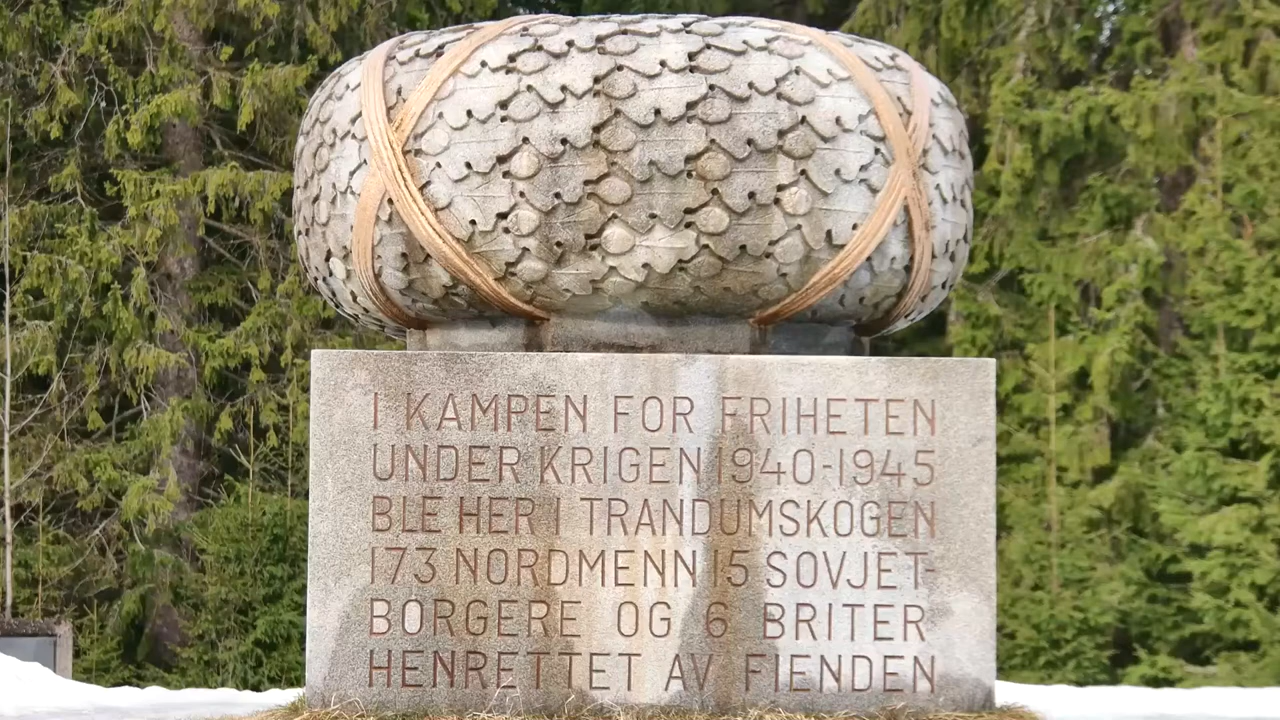 I KAMPEN FOR FRIHETEN
UNDER KRIGEN 1940-1945
BLE HER I TRANDUMSKOGEN
173 NORDMENN 15 SOVJET-
BORGERE OG 6 BRITER
HENRETTET AV FIENDEN